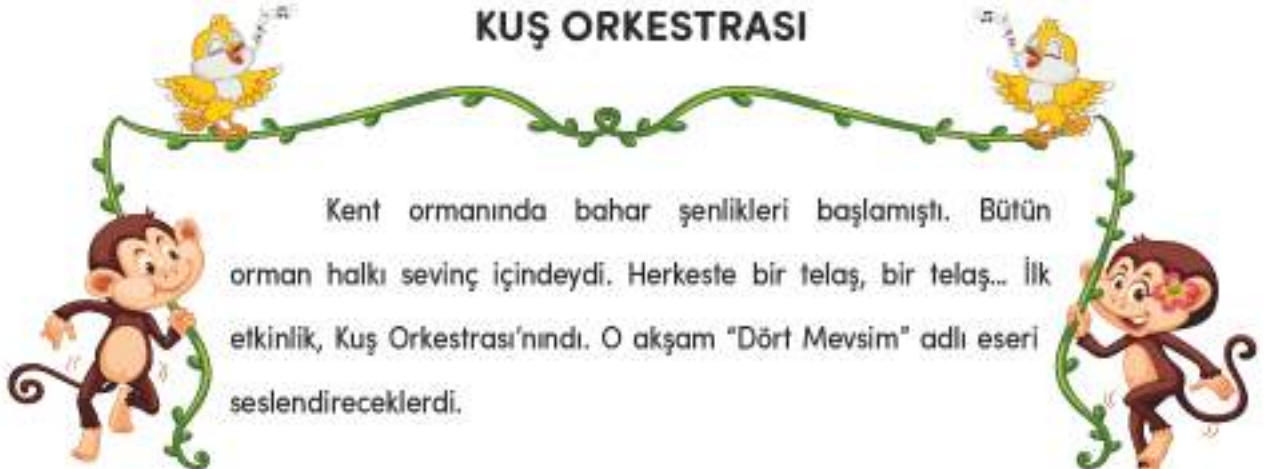 KUŞ ORKESTRASI
Kent ormanında bahar şenlikleri başlamıştı. Bütün
orman halkı sevinç içindeydi. Herkeste bir telaş, bir telaş... İlk
etkinlik, Kuş Orkestrası'nındı. O akşam "Dört Mevsim" adlı eseri
seslendireceklerdi.